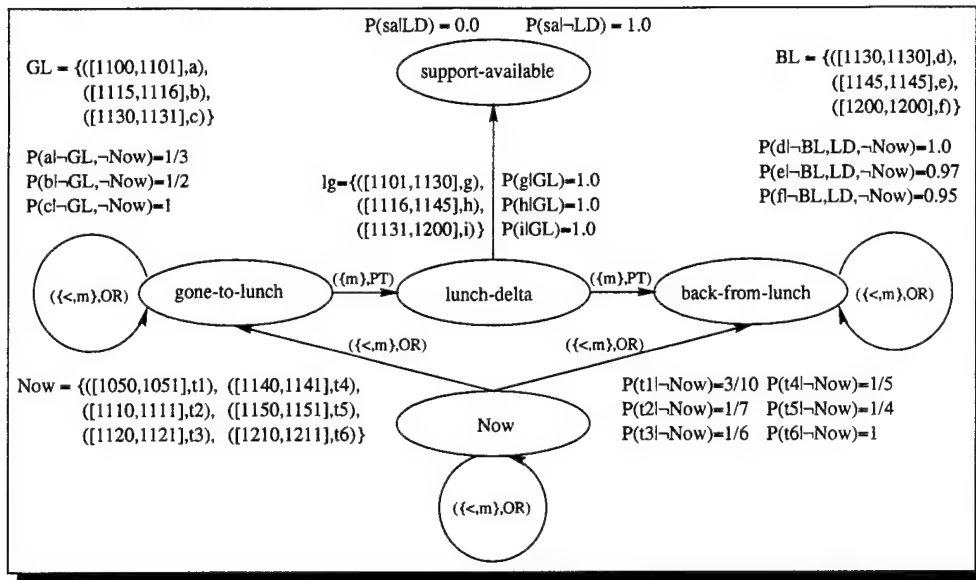 P(sa|LD) = 0.0 P(sa|¬LD) = 1.0
support-available
GL = {([1100,1101],a),
([1115,1116],b),
([1130,1131],c)}
BL = {([1130,1130],d),
([1145,1145],e),
([1200,1200],f)}
P(a|¬GL,¬Now)=1/3
P(b|¬GL,¬Now)=1/2
P(c|¬GL,¬Now)=1
lg={([1101,1130],g),
([1116,1145],h),
([1131,1200],i)}
P(g|GL)=1.0
P(h|GL)=1.0
P(i|GL)=1.0
P(d|¬BL,LD,¬Now)=1.0
P(e|¬BL,LD,¬Now)=0.97
P(f|¬BL,LD,¬Now)=0.95
({<,m},OR)
gone-to-lunch
({m},PT)
lunch-delta
({m},PT)
back-from-lunch
({<,m},OR)
({<,m},OR)
({<,m},OR)
Now = {([1050,1051],t1), ([1140,1141],t4),
([1110,1111],t2), ([1150,1151],t5),
([1120,1121],t3), ([1210,1211],t6)}
Now
P(t1|¬Now)=3/10 P(t4|¬Now)=1/5
P(t2|¬Now)=1/7 P(t5|¬Now)=1/4
P(t3|¬Now)=1/6 P(t6|¬Now)=1
({<,m},OR)